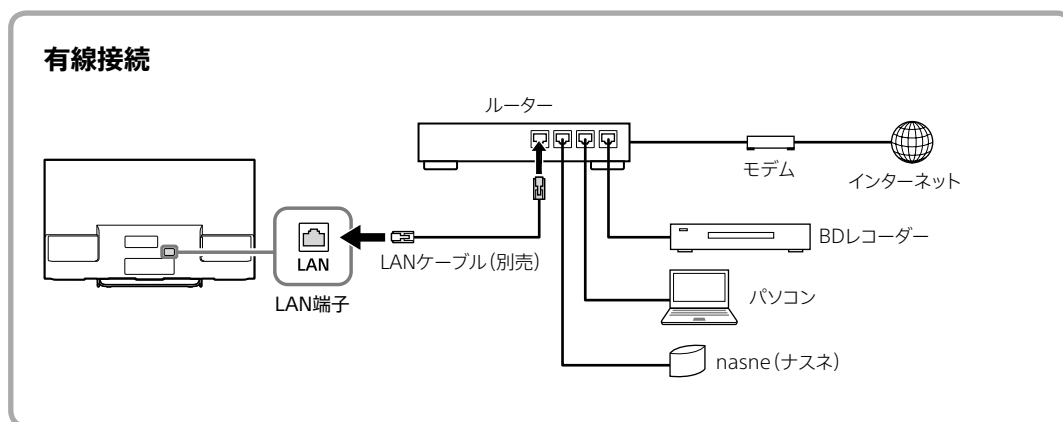 有線接続
ルーター
モデム
インターネット
LAN
LANケーブル(別売)
LAN端子
BDレコーダー
パソコン
nasne(ナスネ)